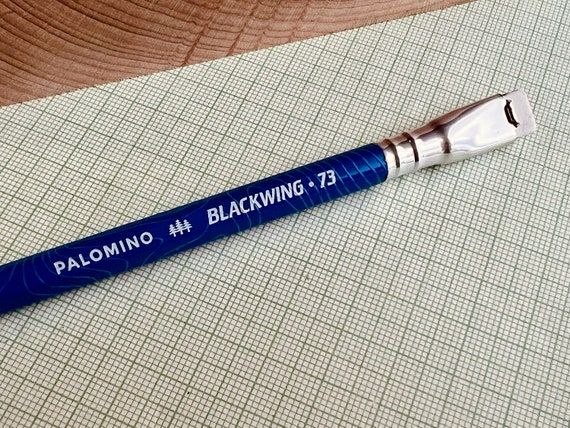 PALOMINO BLACKWING • 73